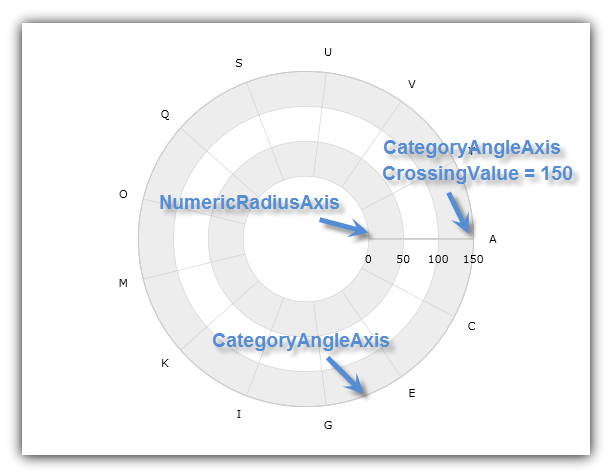 U
S
V
Q
CategoryAngleAxis
CrossingValue = 150
O
NumericRadiusAxis
A
0 50 100 150
M
C
CategoryAngleAxis
K
E
I
G